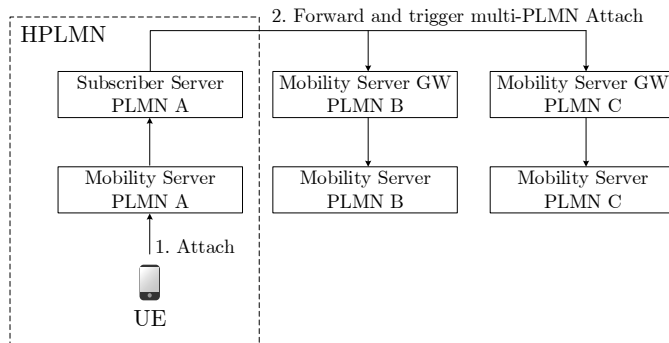 2. Forward and trigger multi-PLMN Attach
HPLMN
Subscriber Server
PLMN A
Mobility Server GW
PLMN B
Mobility Server GW
PLMN C
Mobility Server
PLMN A
Mobility Server
PLMN B
Mobility Server
PLMN C
1. Attach
UE